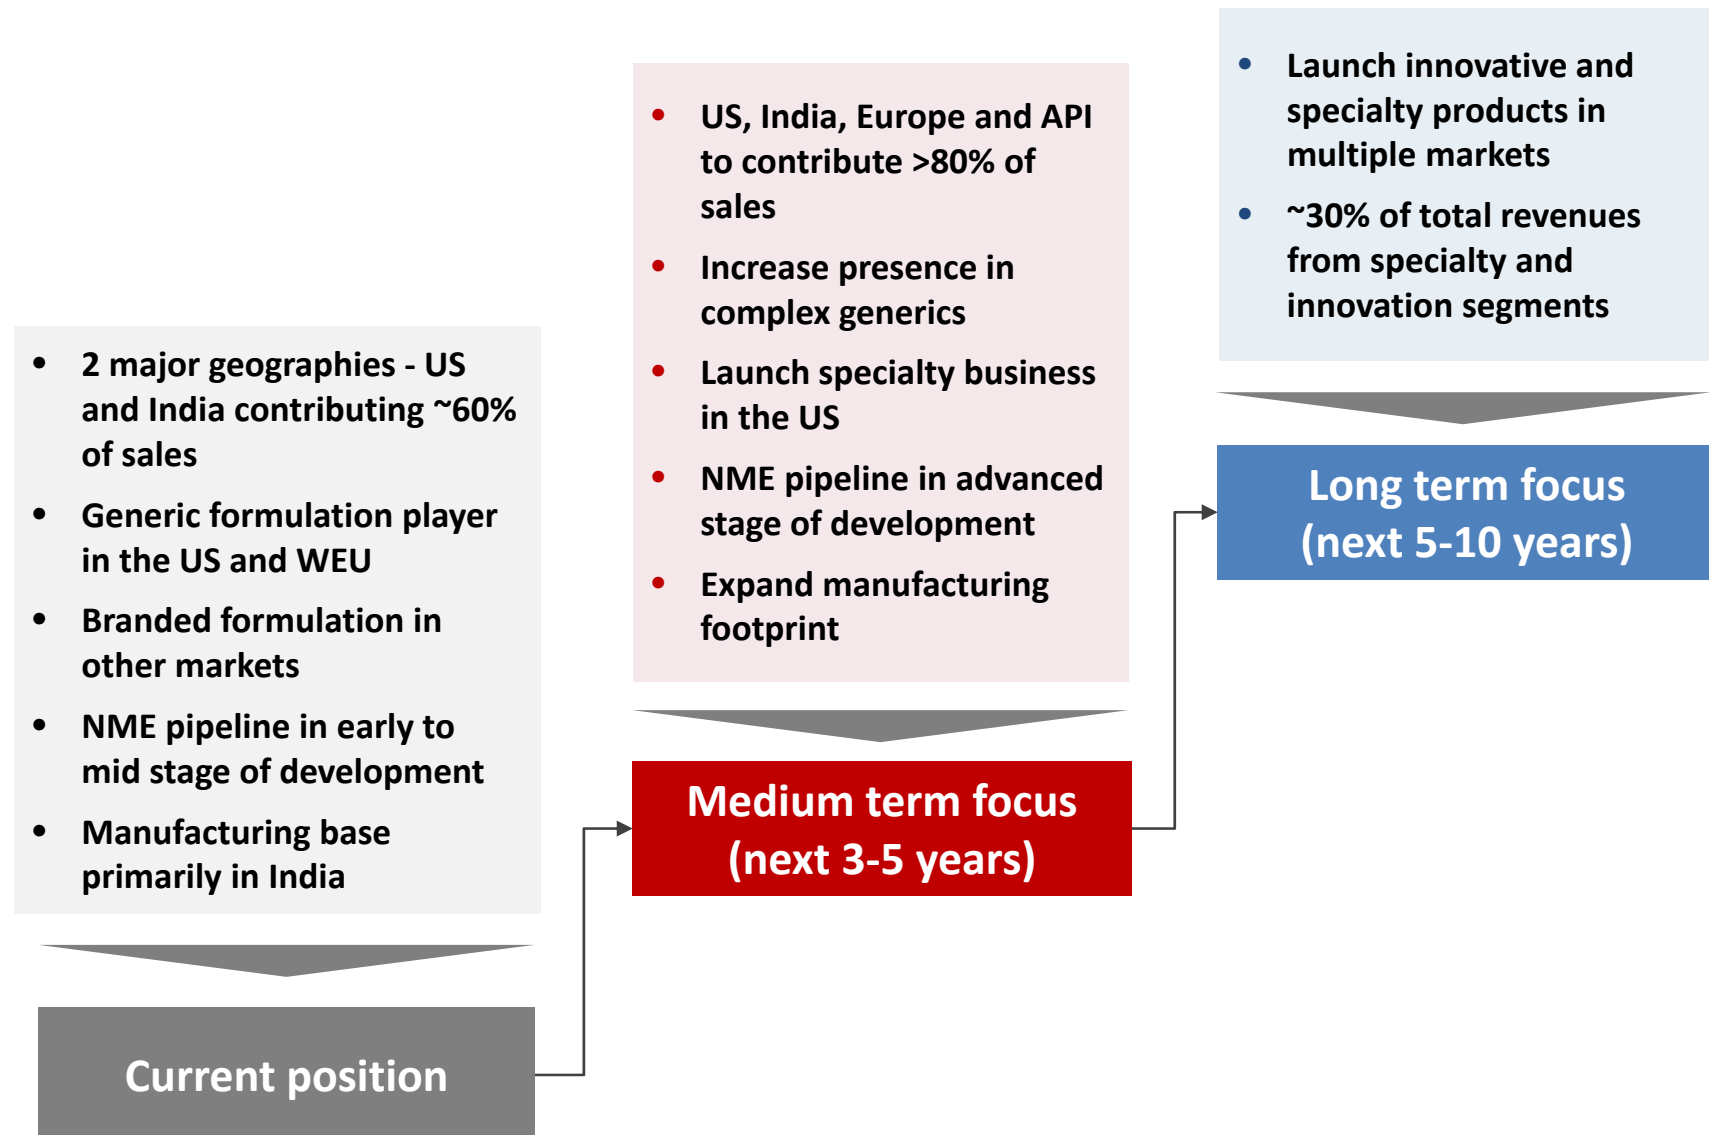 • 2 major geographies - US
and India contributing ~60%
of sales
• Generic formulation player
in the US and WEU
• Branded formulation in
other markets
• NME pipeline in early to
mid stage of development
• Manufacturing base
primarily in India
Current position
• US, India, Europe and API
to contribute >80% of
sales
• Increase presence in
complex generics
• Launch specialty business
in the US
• NME pipeline in advanced
stage of development
• Expand manufacturing
footprint
Medium term focus
(next 3-5 years)
• Launch innovative and
specialty products in
multiple markets
• ~30% of total revenues
from specialty and
innovation segments
Long term focus
(next 5-10 years)